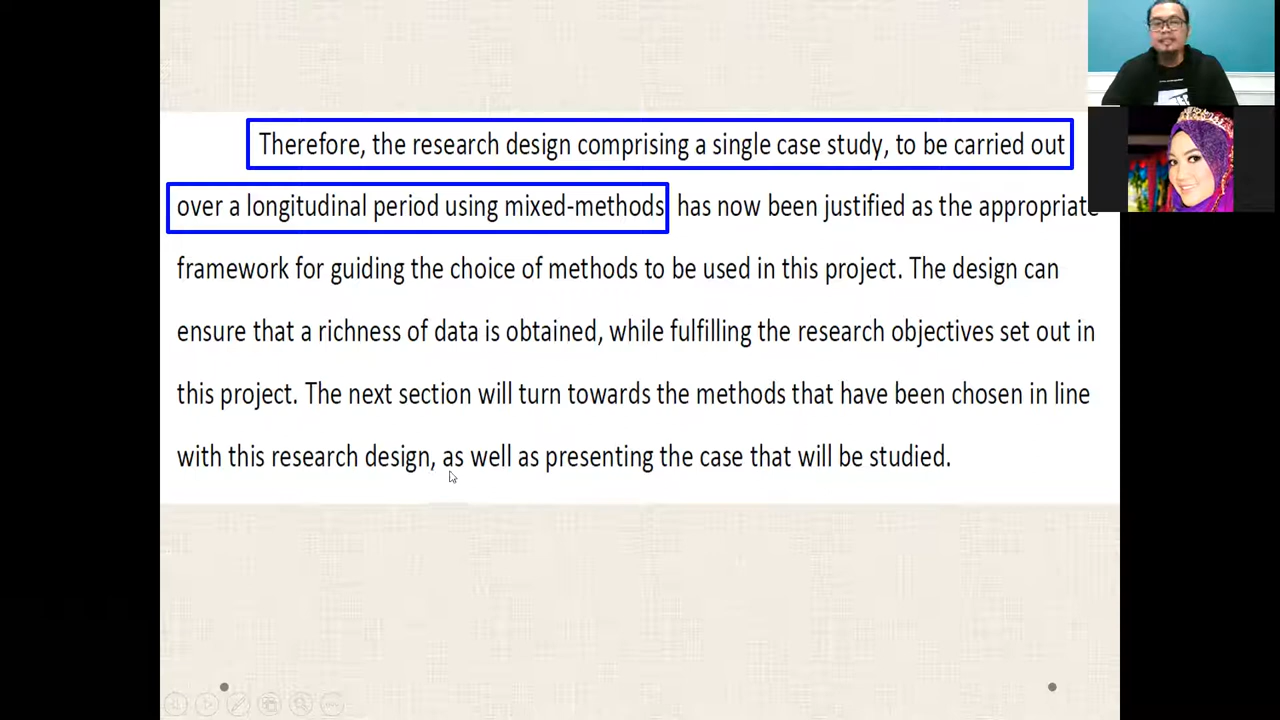 Therefore, the research design comprising a single case study, to be carried out
over a longitudinal period using mixed-methods has now been justified as the appropriate
framework for guiding the choice of methods to be used in this project. The design can
ensure that a richness of data is obtained, while fulfilling the research objectives set out in
this project. The next section will turn towards the methods that have been chosen in line
with this research design, as well as presenting the case that will be studied.